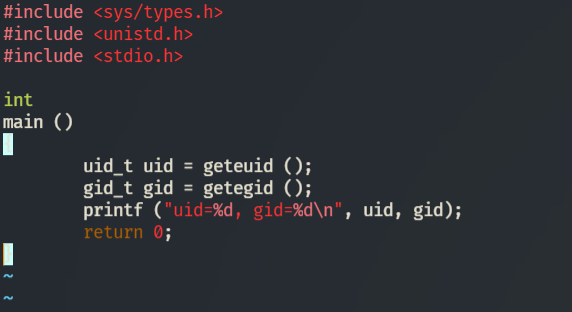 #include <sys/types.h>
#include <unistd.h>
#include <stdio.h>

int
main ()
{
        uid_t uid = geteuid ();
        gid_t gid = getegid ();
        printf ("uid=%d, gid=%d\n", uid, gid);
        return 0;
}
~
~